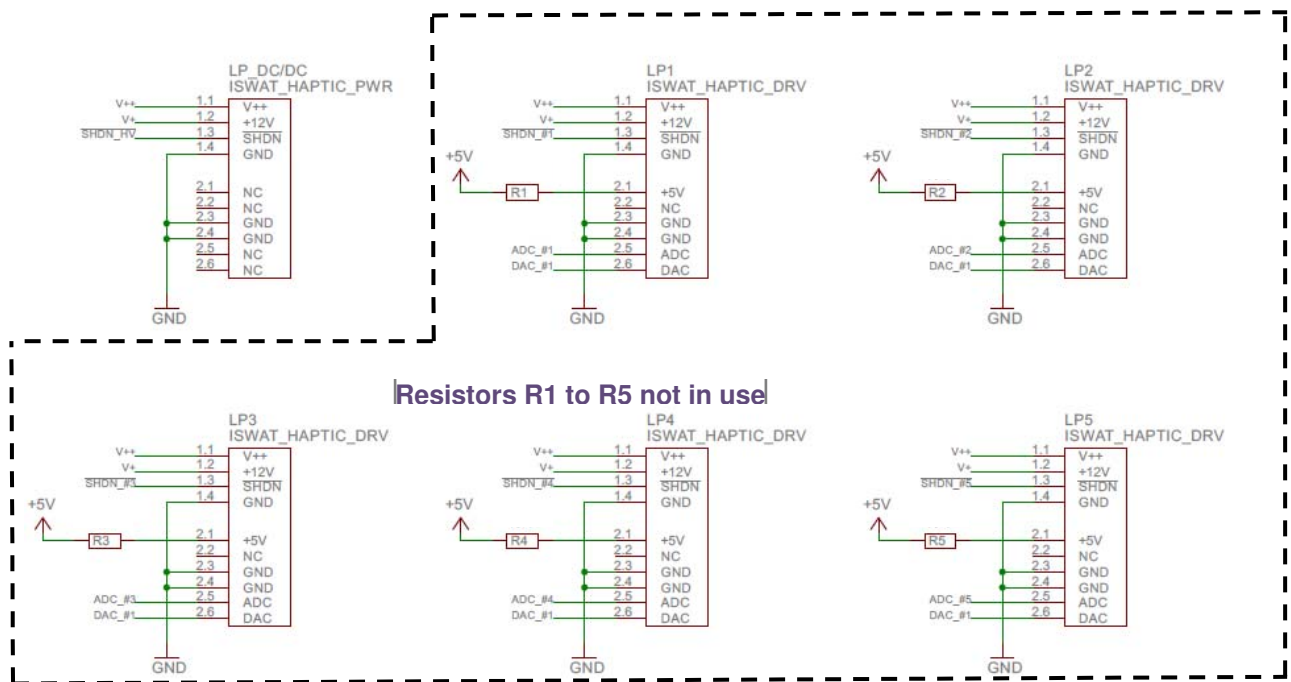 LP_DC/DC
ISWAT_HAPTIC_PWR
V++ 1.1 V++
V+ 1.2 +12V
SHDN_HV 1.3 SHDN
1.4 GND
2.1 NC
2.2 NC
2.3 GND
2.4 GND
2.5 NC
2.6 NC
GND
LP1
ISWAT_HAPTIC_DRV
V++ 1.1 V++
V+ 1.2 +12V
SHDN_#1 1.3 SHDN
1.4 GND
+5V
R1 2.1 +5V
2.2 NC
2.3 GND
2.4 GND
ADC_#1 2.5 ADC
DAC_#1 2.6 DAC
GND
LP2
ISWAT_HAPTIC_DRV
V++ 1.1 V++
V+ 1.2 +12V
SHDN_#2 1.3 SHDN
1.4 GND
+5V
R2 2.1 +5V
2.2 NC
2.3 GND
2.4 GND
ADC_#2 2.5 ADC
DAC_#1 2.6 DAC
GND
Resistors R1 to R5 not in use
LP3
ISWAT_HAPTIC_DRV
V++ 1.1 V++
V+ 1.2 +12V
SHDN_#3 1.3 SHDN
1.4 GND
+5V
R3 2.1 +5V
2.2 NC
2.3 GND
2.4 GND
ADC_#3 2.5 ADC
DAC_#1 2.6 DAC
GND
LP4
ISWAT_HAPTIC_DRV
V++ 1.1 V++
V+ 1.2 +12V
SHDN_#4 1.3 SHDN
1.4 GND
+5V
R4 2.1 +5V
2.2 NC
2.3 GND
2.4 GND
ADC_#4 2.5 ADC
DAC_#1 2.6 DAC
GND
LP5
ISWAT_HAPTIC_DRV
V++ 1.1 V++
V+ 1.2 +12V
SHDN_#5 1.3 SHDN
1.4 GND
+5V
R5 2.1 +5V
2.2 NC
2.3 GND
2.4 GND
ADC_#5 2.5 ADC
DAC_#1 2.6 DAC
GND